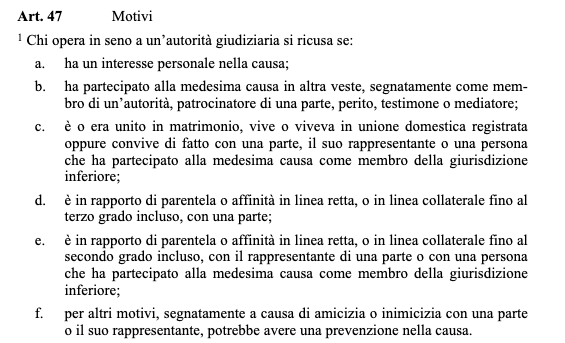 Art. 47 Motivi
1 Chi opera in seno a un'autorità giudiziaria si ricusa se:
a. ha un interesse personale nella causa;
b. ha partecipato alla medesima causa in altra veste, segnatamente come mem-
bro di un'autorità, patrocinatore di una parte, perito, testimone o mediatore;
c. è o era unito in matrimonio, vive o viveva in unione domestica registrata
oppure convive di fatto con una parte, il suo rappresentante o una persona
che ha partecipato alla medesima causa come membro della giurisdizione
inferiore;
d. è in rapporto di parentela o affinità in linea retta, o in linea collaterale fino al
terzo grado incluso, con una parte;
e. è in rapporto di parentela o affinità in linea retta, o in linea collaterale fino al
secondo grado incluso, con il rappresentante di una parte o con una persona
che ha partecipato alla medesima causa come membro della giurisdizione
inferiore;
f. per altri motivi, segnatamente a causa di amicizia o inimicizia con una parte
o il suo rappresentante, potrebbe avere una prevenzione nella causa.